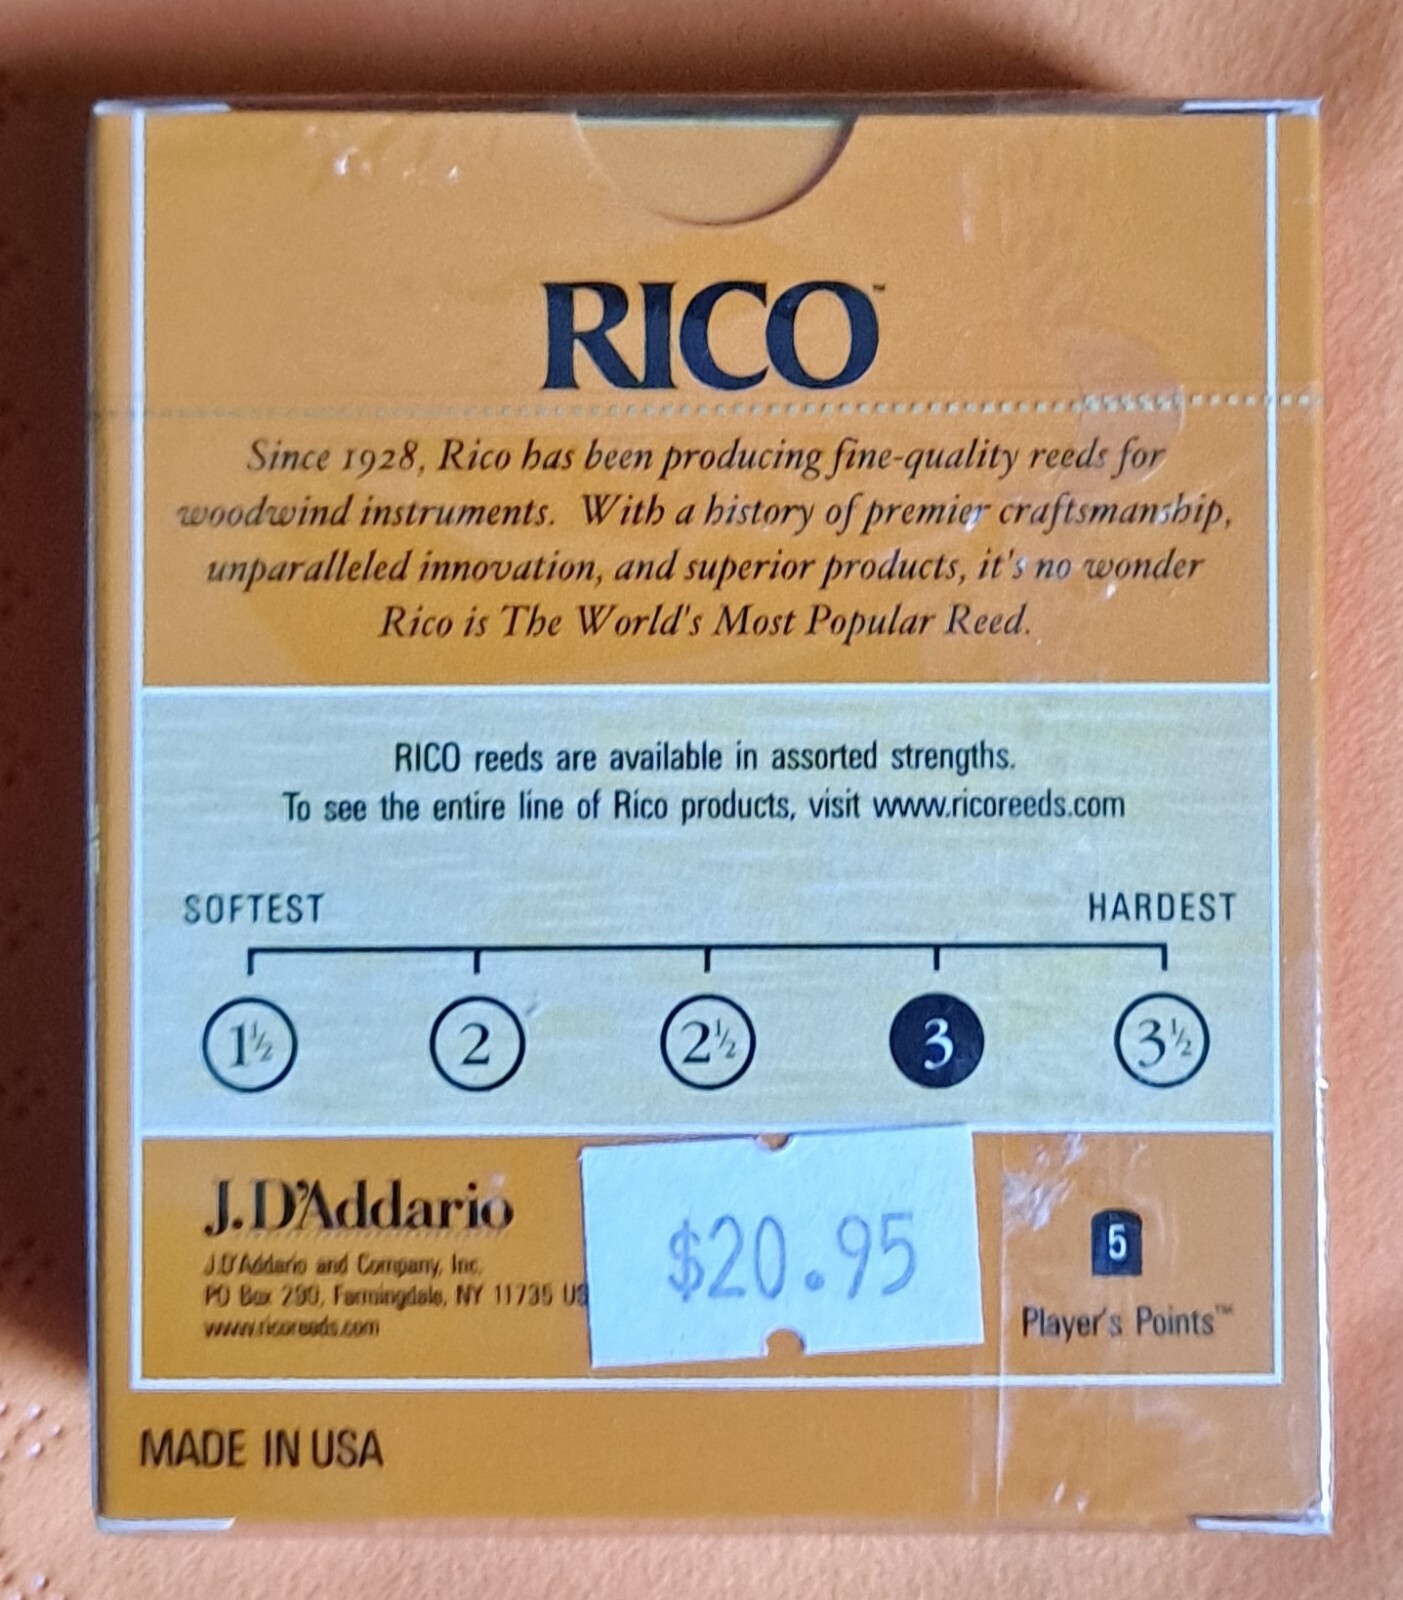 RICO™
Since 1928, Rico has been producing fine-quality reeds for
woodwind instruments. With a history of premier craftsmanship,
unparalleled innovation, and superior products, it's no wonder
Rico is The World's Most Popular Reed.
RICO reeds are available in assorted strengths.
To see the entire line of Rico products, visit www.ricoreeds.com
SOFTEST HARDEST
1½ 2 2½ 3 3½
J.D'Addario
J.D'Addario and Company, Inc.
PO Box 290, Farmingdale, NY 11735 US
www.ricoreeds.com
$20.95
5
Player's Points™
MADE IN USA